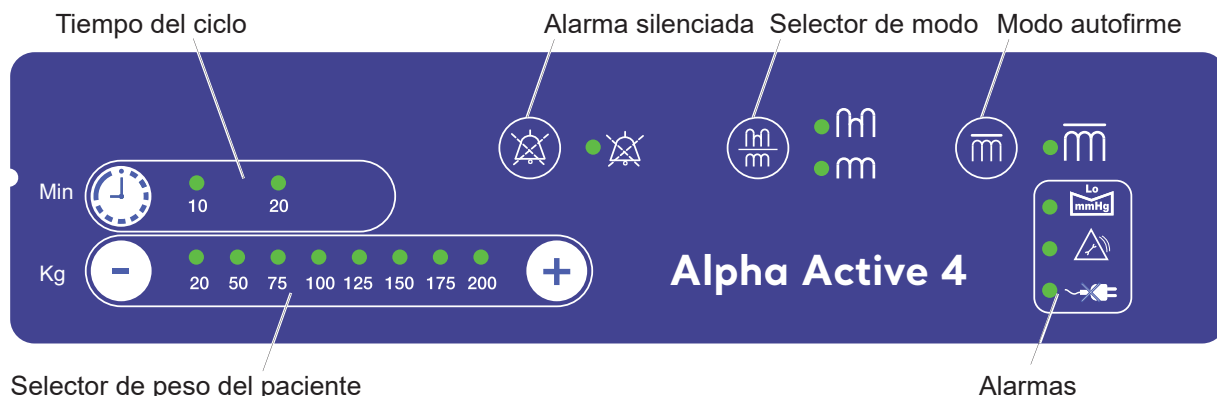 Tiempo del ciclo
Alarma silenciada
Selector de modo
Modo autofirme
Min
10 20
Lo
mmHg
Kg
- 20 50 75 100 125 150 175 200 +
Alpha Active 4
Selector de peso del paciente
Alarmas